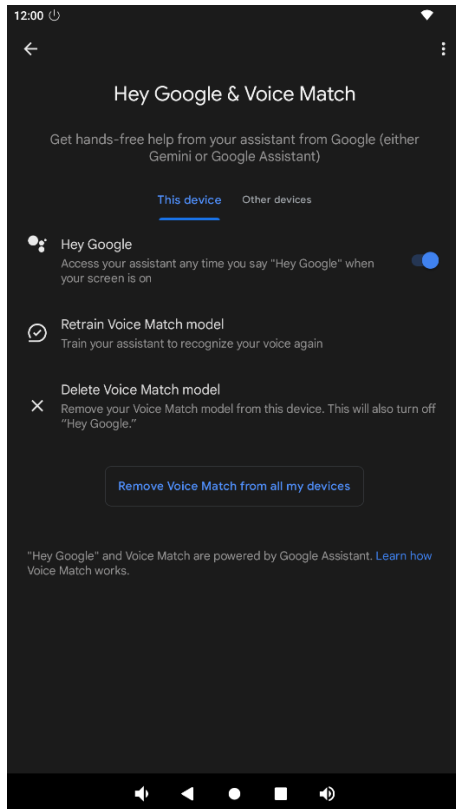 12:00
Hey Google & Voice Match
Get hands-free help from your assistant from Google (either
Gemini or Google Assistant)
This device
Other devices
Hey Google
Access your assistant any time you say "Hey Google" when
your screen is on
Retrain Voice Match model
Train your assistant to recognize your voice again
Delete Voice Match model
Remove your Voice Match model from this device. This will also turn off
“Hey Google.”
Remove Voice Match from all my devices
"Hey Google" and Voice Match are powered by Google Assistant. Learn how
Voice Match works.